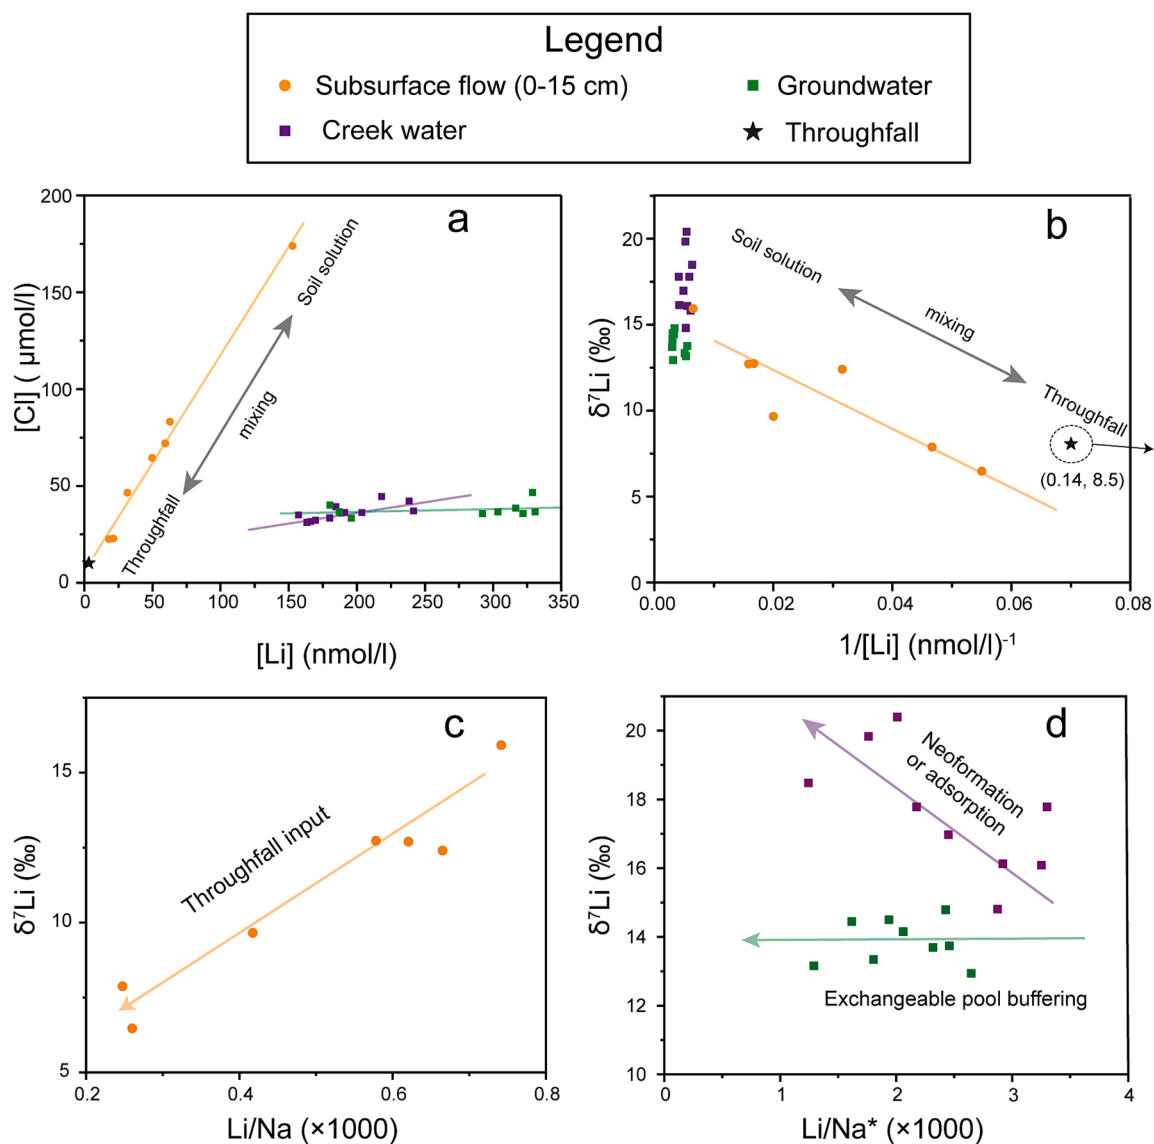 Legend
Subsurface flow (0-15 cm)
Groundwater
Creek water
Throughfall
a
200
150
100
50
0
[Cl] ( μmol/l)
Soil solution
mixing
Throughfall
0
50
100
150
200
250
300
350
[Li] (nmol/l)
b
20
15
10
5
0
δ⁷Li (‰)
Soil solution
mixing
Throughfall
(0.14, 8.5)
0.00
0.02
0.04
0.06
0.08
1/[Li] (nmol/l)⁻¹
c
15
10
5
δ⁷Li (‰)
Throughfall input
0.2
0.4
0.6
0.8
Li/Na (×1000)
d
20
18
16
14
12
10
δ⁷Li (‰)
Neoformation
or adsorption
Exchangeable pool buffering
0
1
2
3
4
Li/Na* (×1000)